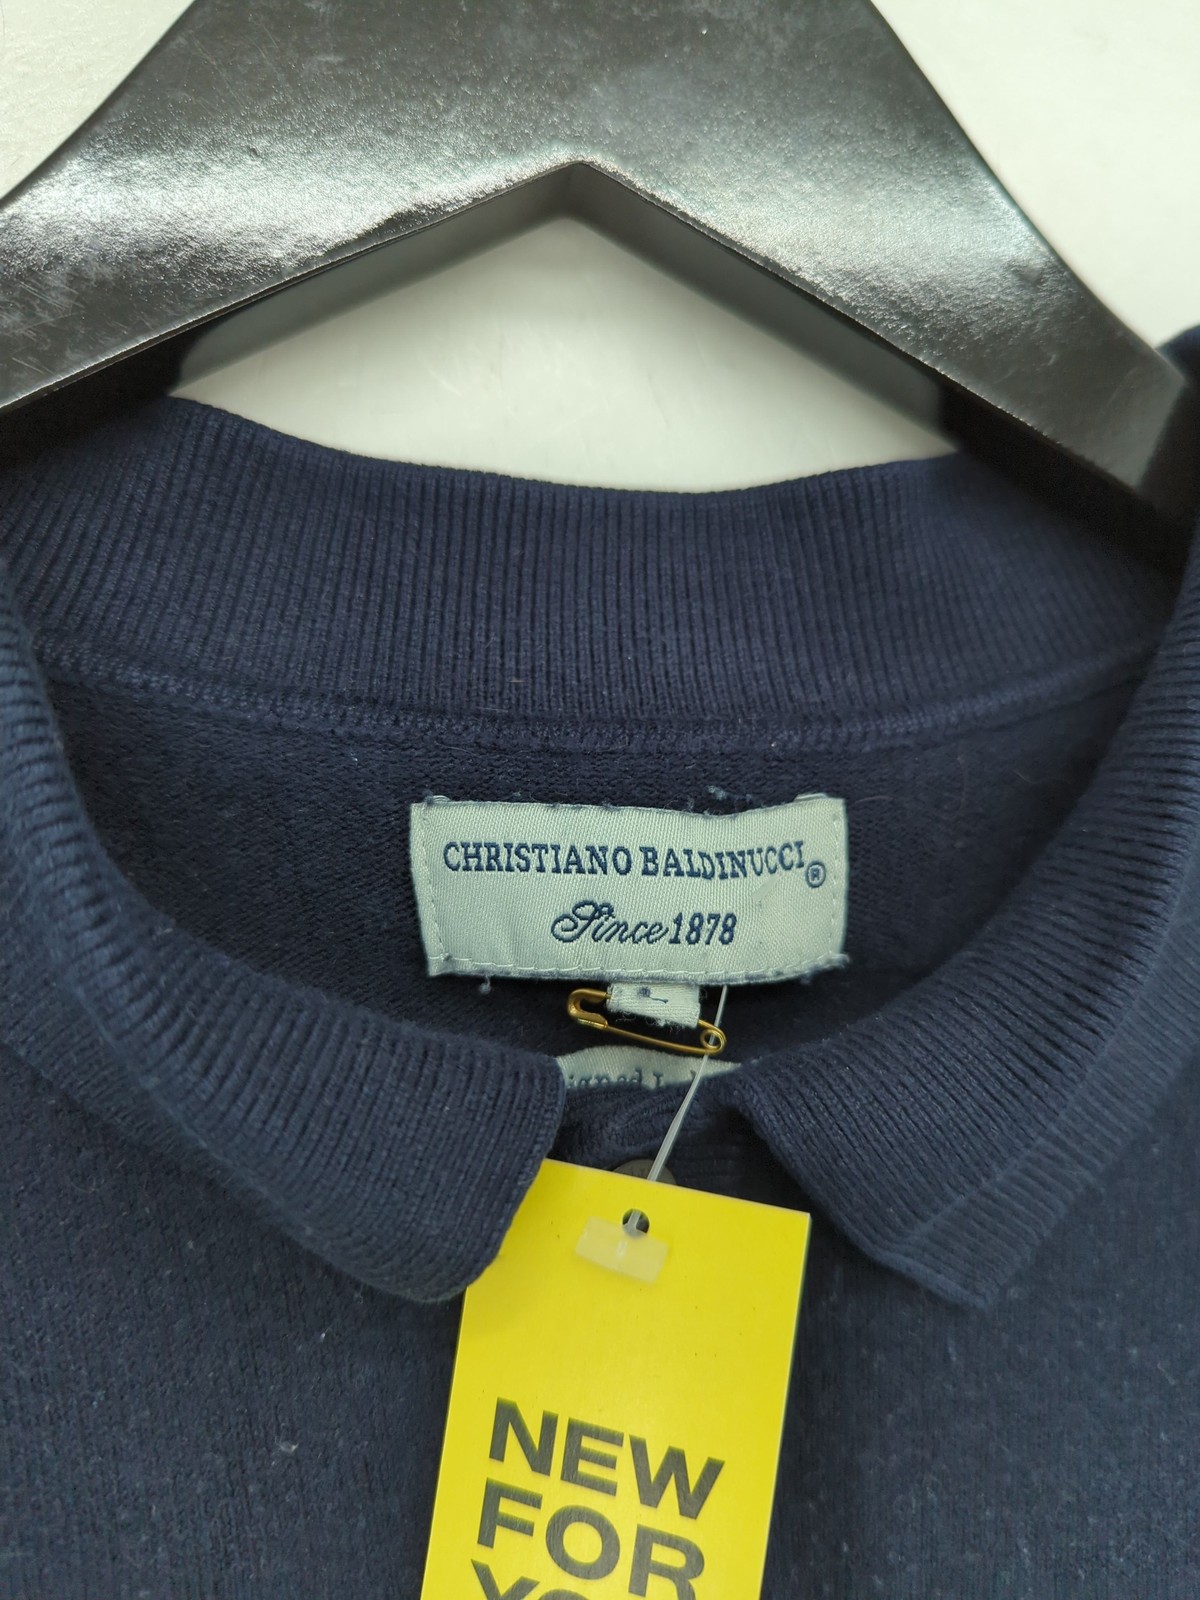 CHRISTIANO BALDINUCCI®
Since 1878
L
NEW
FOR